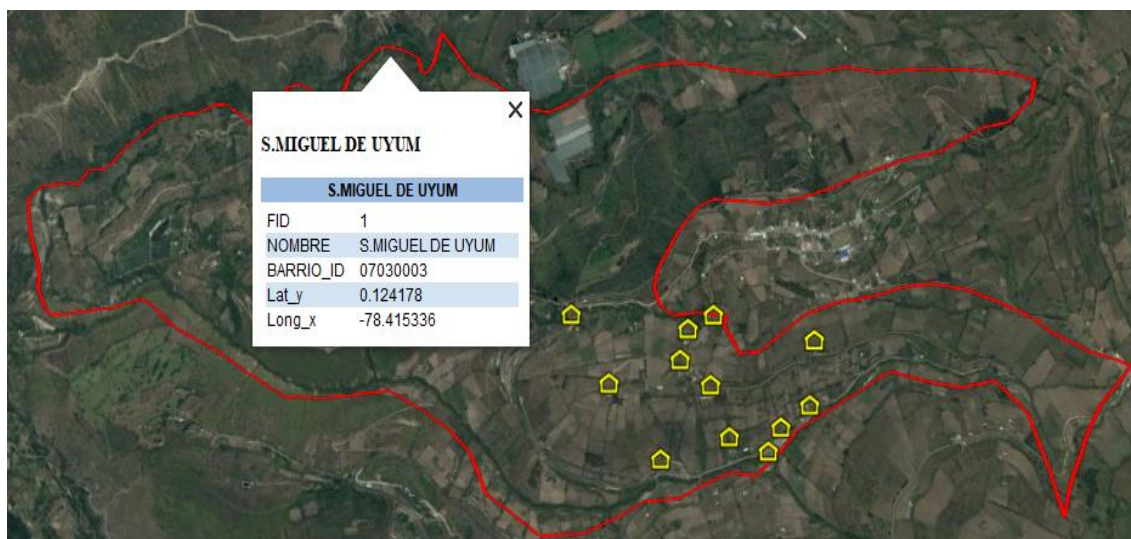 X
S.MIGUEL DE UYUM
S.MIGUEL DE UYUM
FID 1
NOMBRE S.MIGUEL DE UYUM
BARRIO_ID 07030003
Lat_y 0.124178
Long_x -78.415336